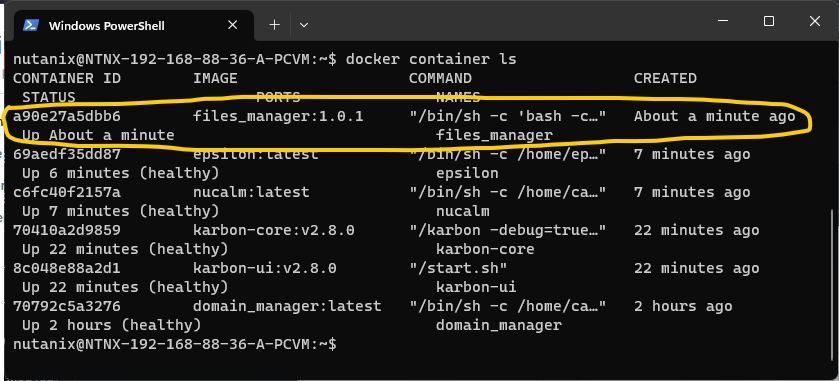 Windows PowerShell
nutanix@NTNX-192-168-88-36-A-PCVM:~$ docker container ls
CONTAINER ID        IMAGE                     COMMAND                  CREATED
 STATUS                    PORTS               NAMES
a90e27a5dbb6        files_manager:1.0.1       "/bin/sh -c 'bash -c…"   About a minute ago
 Up About a minute                             files_manager
69aedf35dd87        epsilon:latest            "/bin/sh -c /home/ep…"   7 minutes ago
 Up 6 minutes (healthy)                        epsilon
c6fc40f2157a        nucalm:latest             "/bin/sh -c /home/ca…"   7 minutes ago
 Up 7 minutes (healthy)                        nucalm
70410a2d9859        karbon-core:v2.8.0        "/karbon -debug=true…"   22 minutes ago
 Up 22 minutes (healthy)                       karbon-core
8c048e88a2d1        karbon-ui:v2.8.0          "/start.sh"              22 minutes ago
 Up 22 minutes (healthy)                       karbon-ui
70792c5a3276        domain_manager:latest     "/bin/sh -c /home/ca…"   2 hours ago
 Up 2 hours (healthy)                          domain_manager
nutanix@NTNX-192-168-88-36-A-PCVM:~$